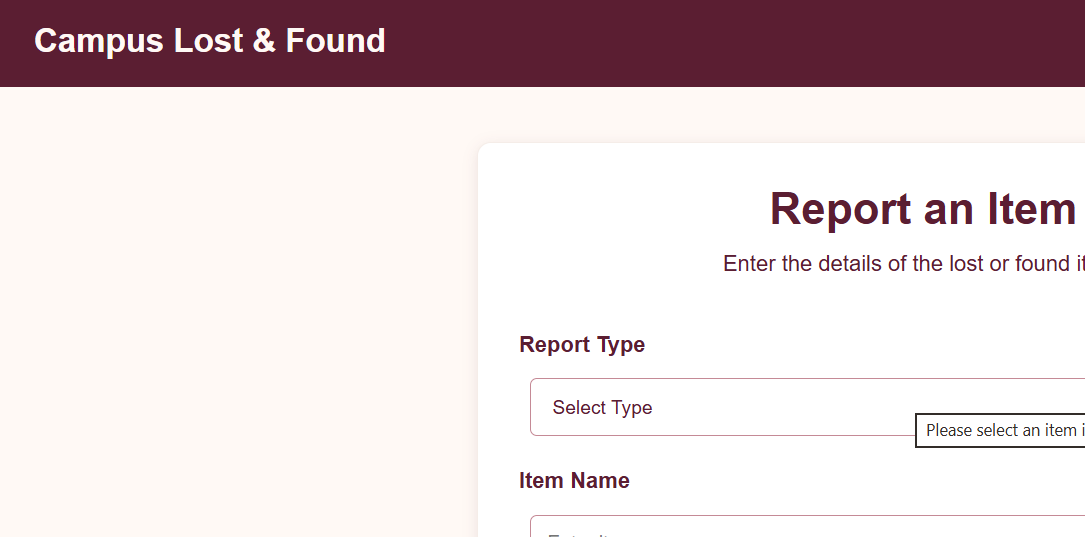 Campus Lost & Found
Report an Item
Enter the details of the lost or found
Report Type
Select Type
Please select an item
Item Name